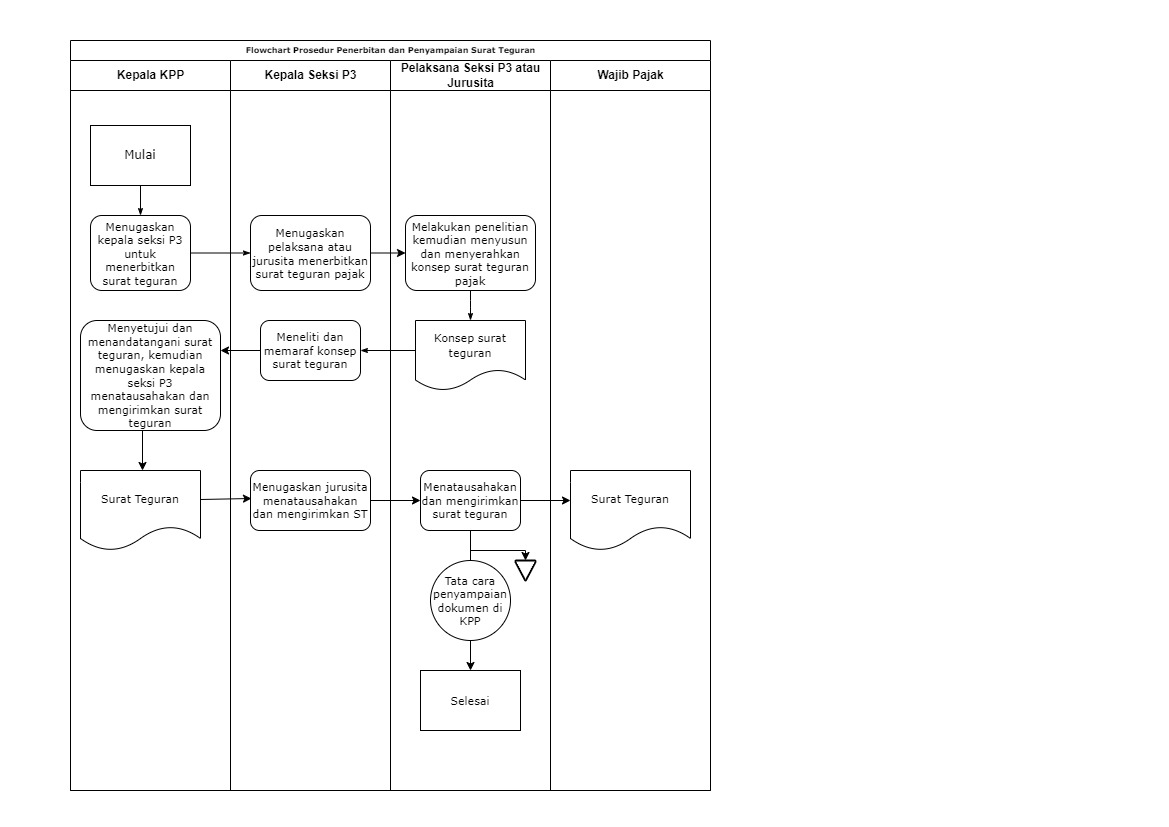 Flowchart Prosedur Penerbitan dan Penyampaian Surat Teguran
Kepala KPP
Kepala Seksi P3
Pelaksana Seksi P3 atau
Jurusita
Wajib Pajak
Mulai
Menugaskan
kepala seksi P3
untuk
menerbitkan
surat teguran
Menugaskan
pelaksana atau
jurusita menerbitkan
surat teguran pajak
Melakukan penelitian
kemudian menyusun
dan menyerahkan
konsep surat teguran
pajak
Konsep surat
teguran
Meneliti dan
memaraf konsep
surat teguran
Menyetujui dan
menandatangani surat
teguran, kemudian
menugaskan kepala
seksi P3
menatausahakan dan
mengirimkan surat
teguran
Surat Teguran
Menugaskan jurusita
menatausahakan
dan mengirimkan ST
Menatausahakan
dan mengirimkan
surat teguran
Surat Teguran
Tata cara
penyampaian
dokumen di
KPP
Selesai